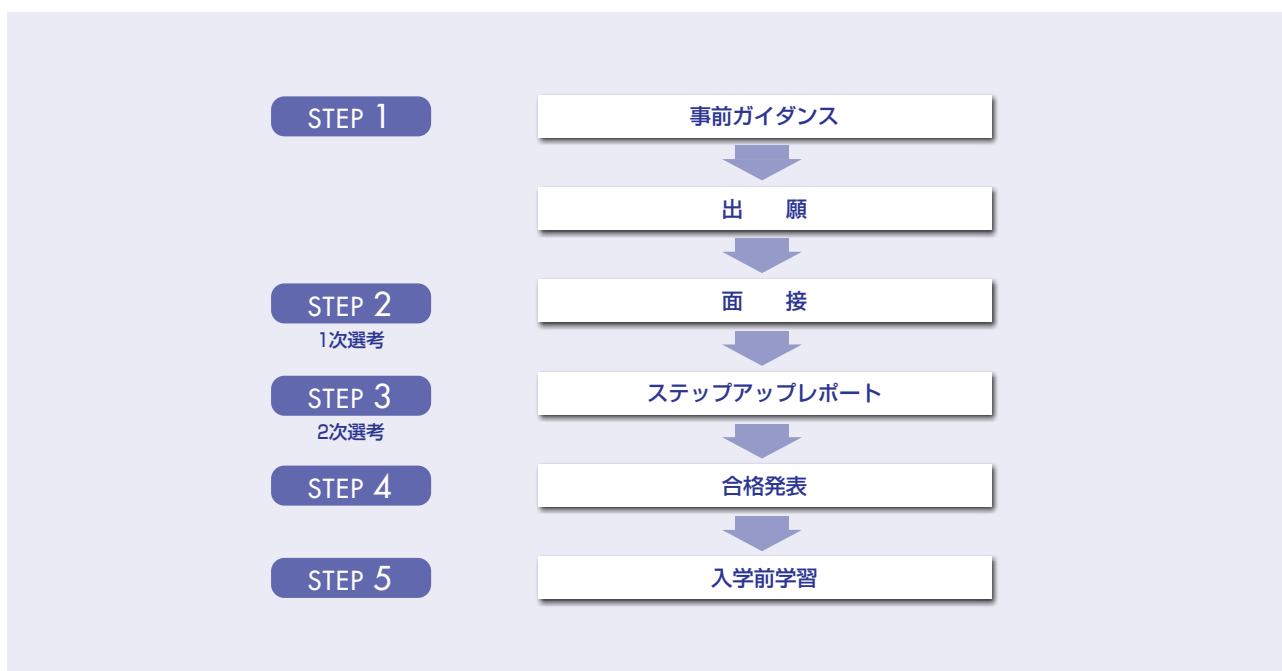 STEP 1
事前ガイダンス
出　　願
STEP 2
1次選考
面　　接
STEP 3
2次選考
ステップアップレポート
STEP 4
合格発表
STEP 5
入学前学習